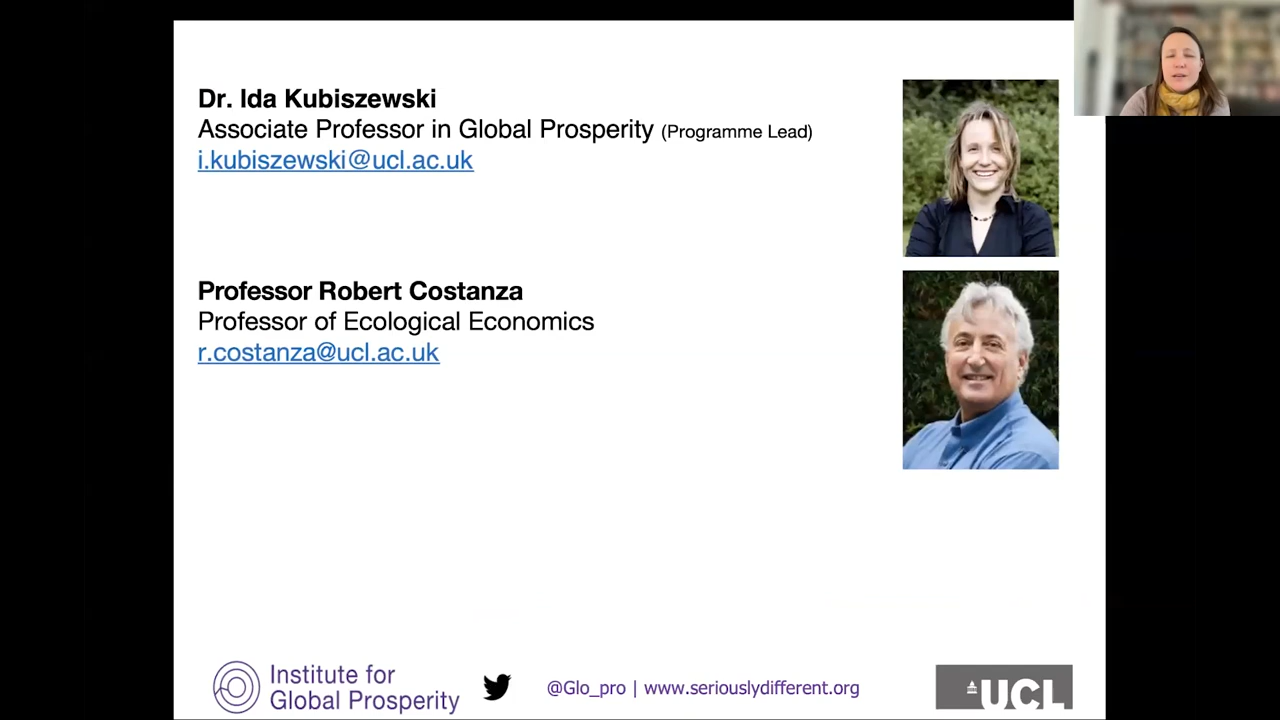 Dr. Ida Kubiszewski
Associate Professor in Global Prosperity (Programme Lead)
i.kubiszewski@ucl.ac.uk
Professor Robert Costanza
Professor of Ecological Economics
r.costanza@ucl.ac.uk
Institute for
Global Prosperity
@Glo_pro | www.seriouslydifferent.org
UCL